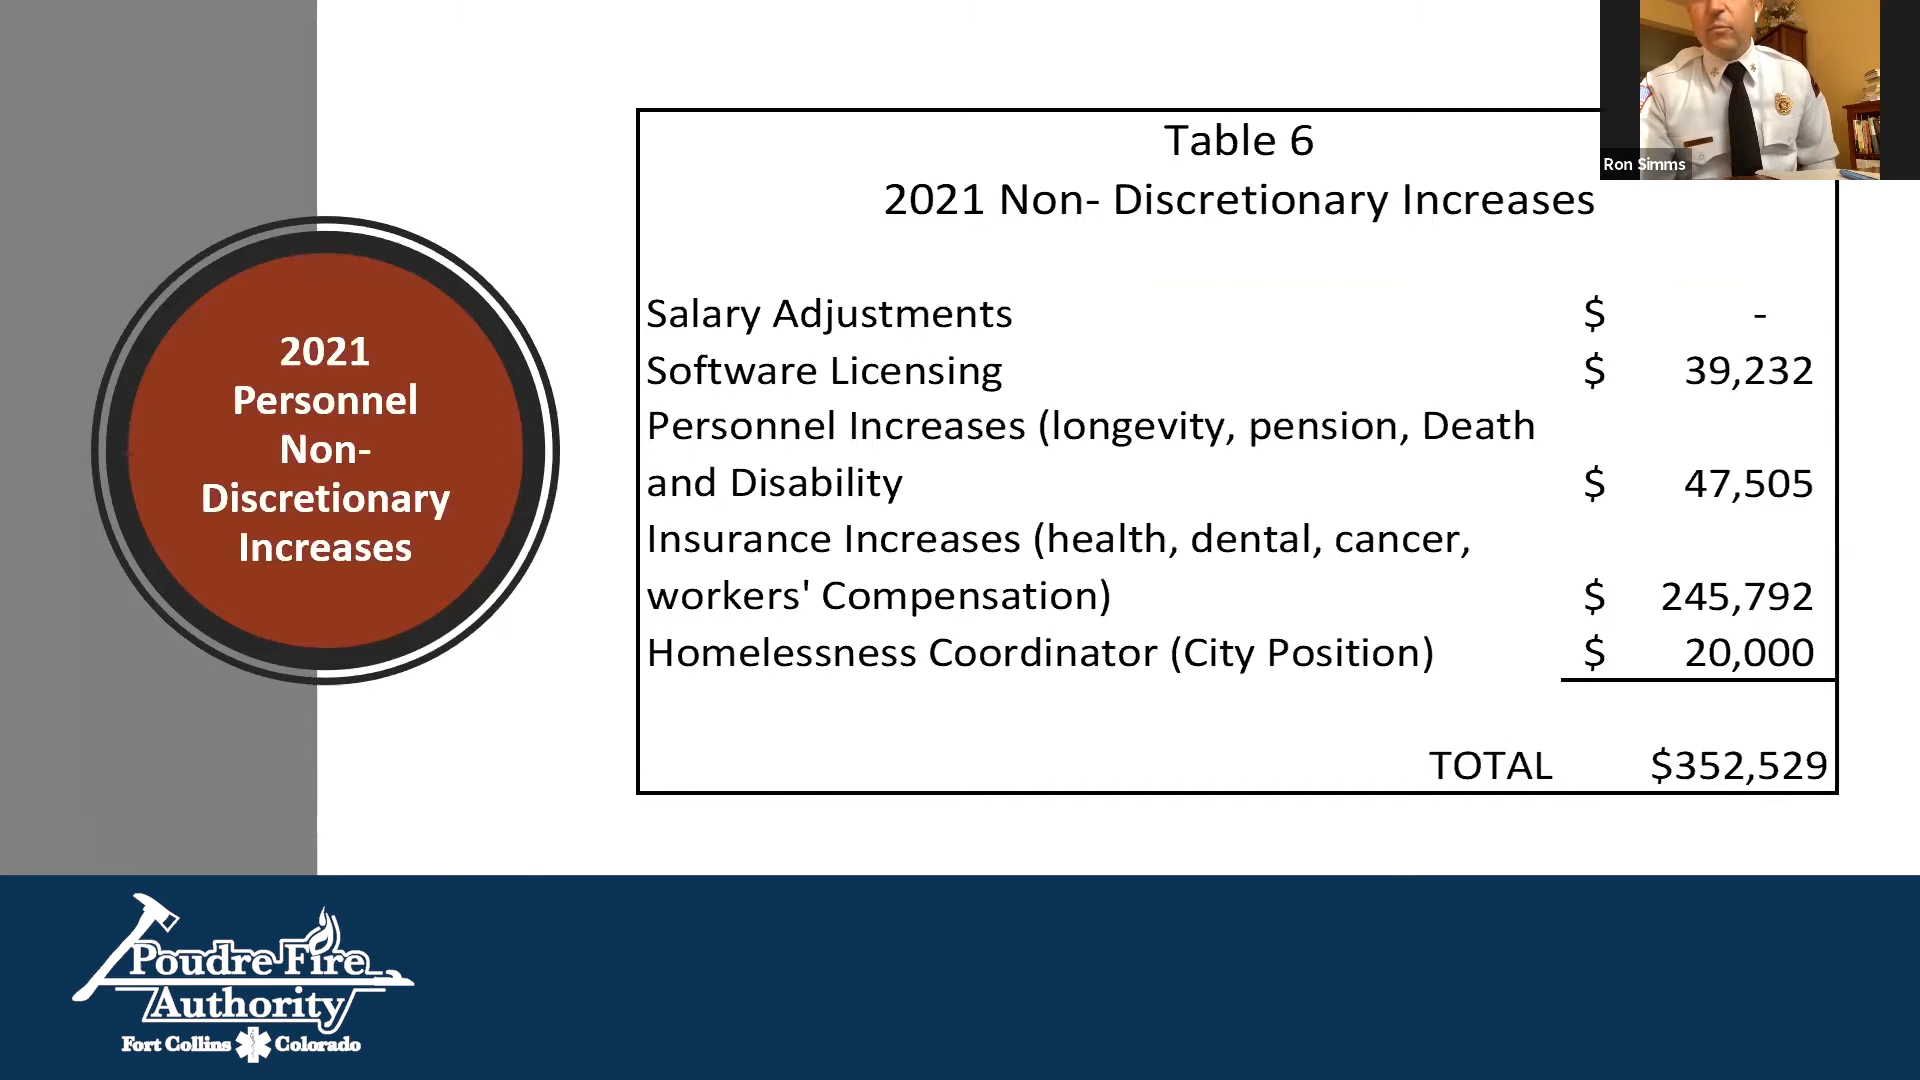 Ron Simms
Table 6
2021 Non- Discretionary Increases
Salary Adjustments $ -
Software Licensing $ 39,232
Personnel Increases (longevity, pension, Death
and Disability $ 47,505
Insurance Increases (health, dental, cancer,
workers' Compensation) $ 245,792
Homelessness Coordinator (City Position) $ 20,000
TOTAL $352,529
2021
Personnel
Non-
Discretionary
Increases
Poudre Fire
Authority
Fort Collins Colorado